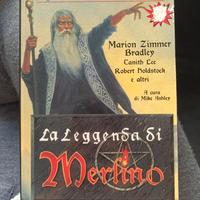 Marion Zimmer
Bradley
Tanith Lee
Robert Holdstock
e altri
A cura
di Mike Ashley
La Leggenda di
Merlino